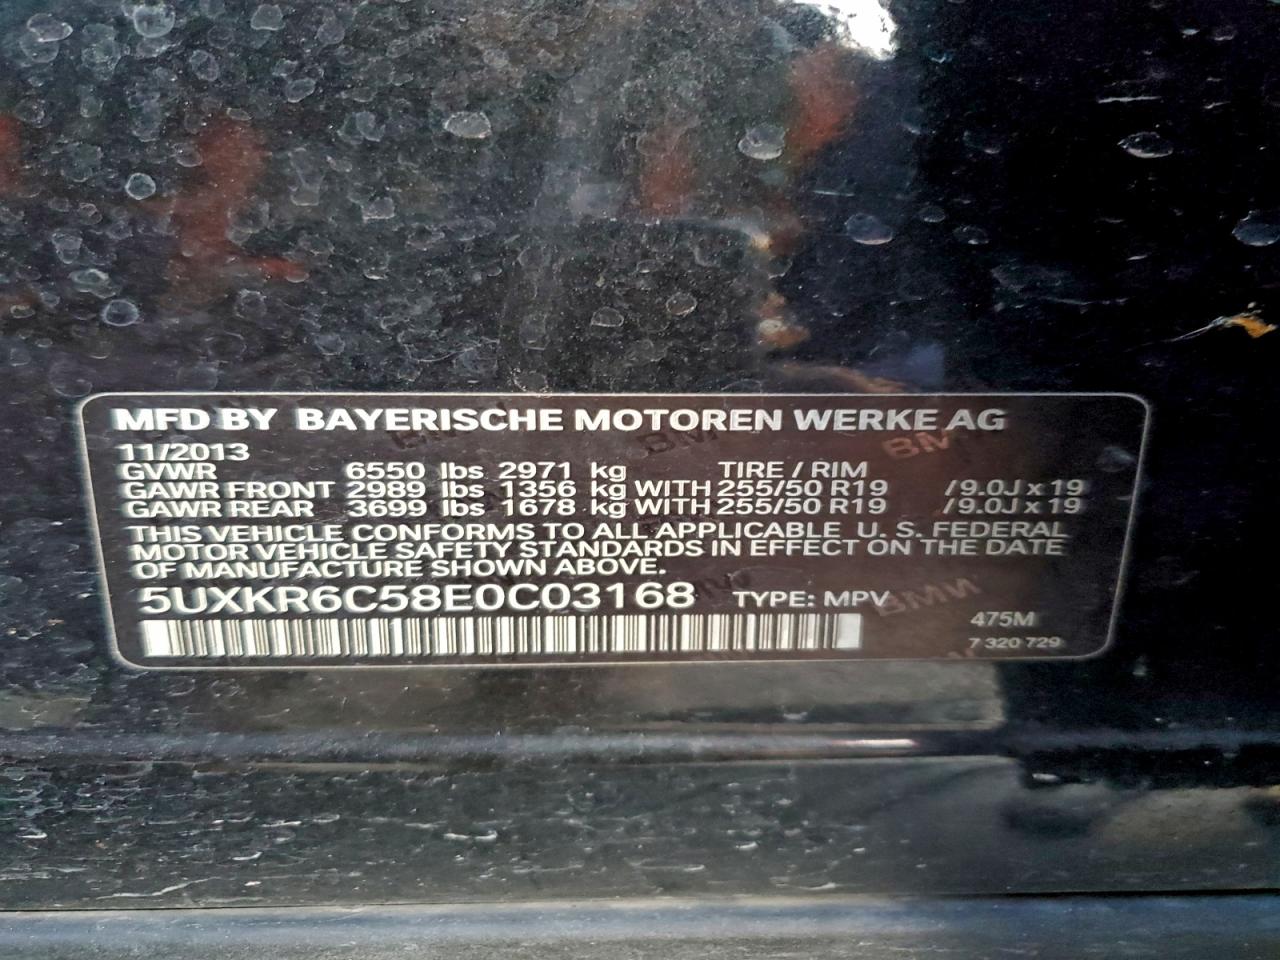 MFD BY BAYERISCHE MOTOREN WERKE AG
11/2013
GVWR 6550 lbs 2971 kg TIRE / RIM
GAWR FRONT 2989 lbs 1356 kg WITH 255/50 R19 / 9.0J x 19
GAWR REAR 3699 lbs 1678 kg WITH 255/50 R19 / 9.0J x 19
THIS VEHICLE CONFORMS TO ALL APPLICABLE U. S. FEDERAL
MOTOR VEHICLE SAFETY STANDARDS IN EFFECT ON THE DATE
OF MANUFACTURE SHOWN ABOVE.
5UXKR6C58E0C03168 TYPE: MPV
475M
7 320 729
BMW
BMW
BMW